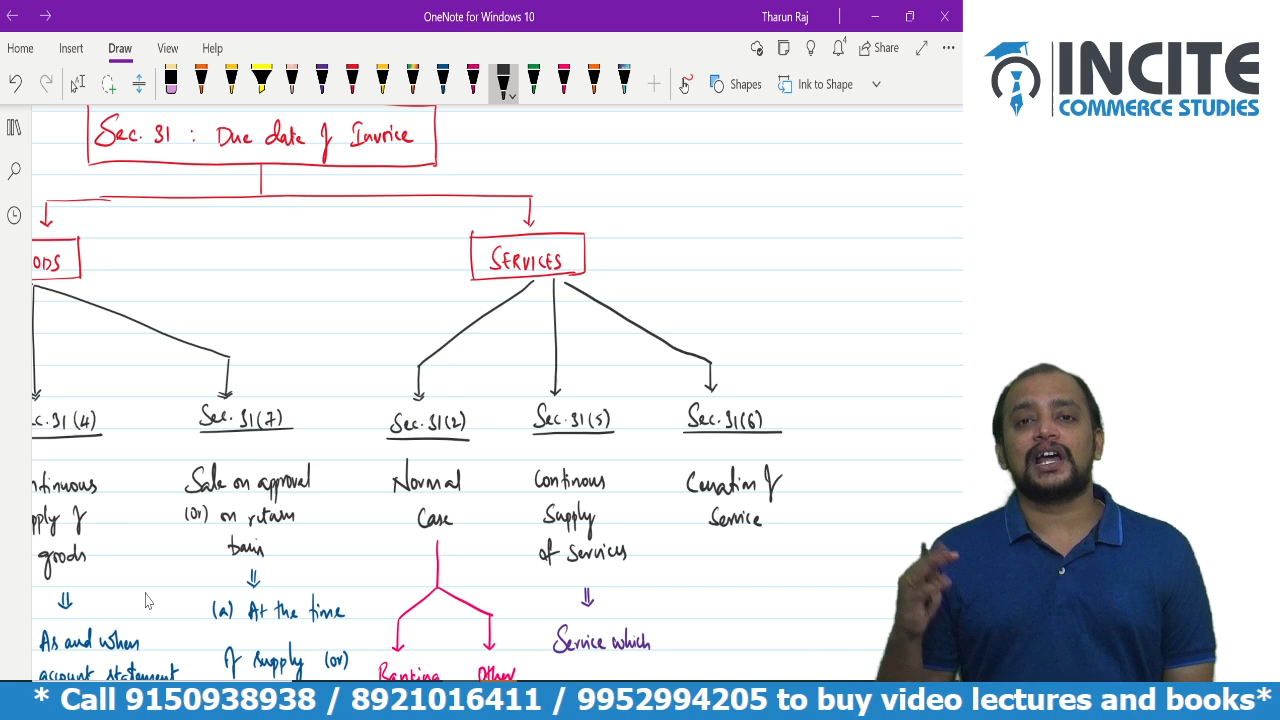 OneNote for Windows 10
Tharun Raj
Home Insert Draw View Help
4
Share
Shapes
Ink to Shape
INCITE
COMMERCE STUDIES
Sec. 31 : Due date of Invoice
ODS
SERVICES
c. 31(4)
Sec. 31(7)
Sec. 31(2)
Sec. 31(5)
Sec. 31(6)
ntinuous
pply of
goods
Sale on approval
(or) on return
basis
Normal
Case
Continous
Supply
of Services
Cessation of
Service
As and when
account statement
(a) At the time
of supply (or)
Banking
Other
Service which
* Call 9150938938 / 8921016411 / 9952994205 to buy video lectures and books*